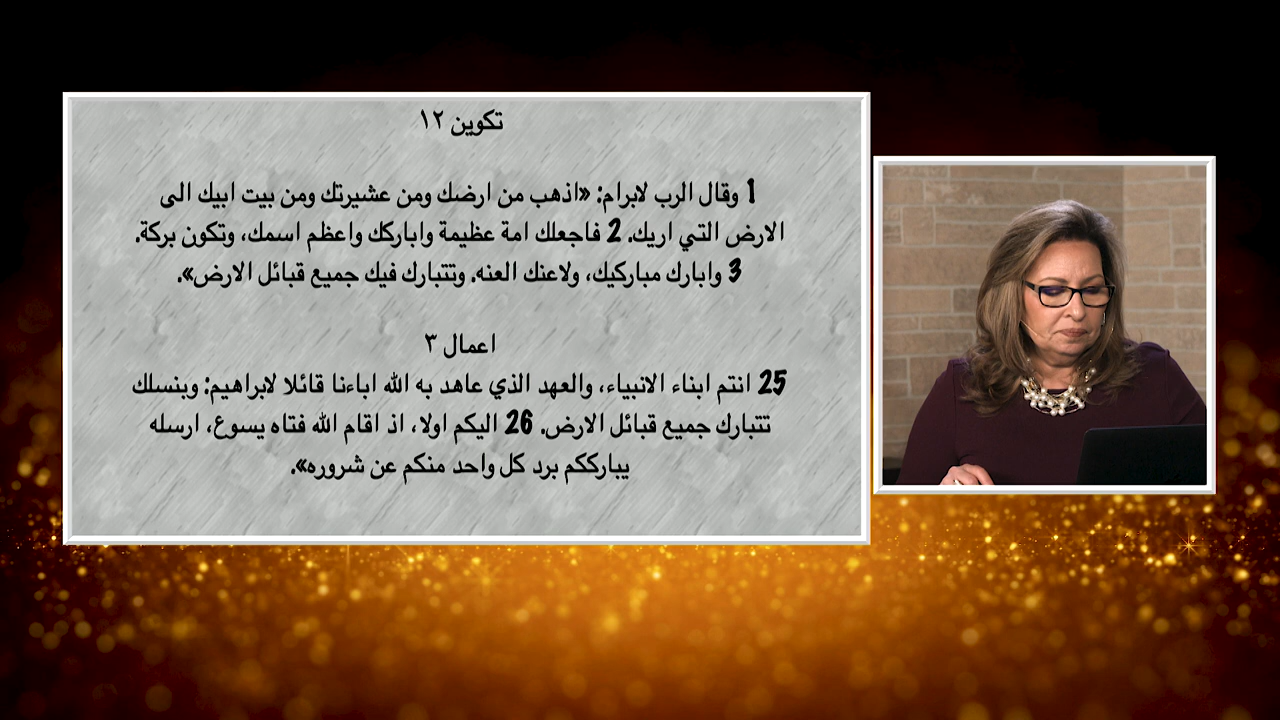 تكوين ١٢
1 وقال الرب لابرام: «اذهب من ارضك ومن عشيرتك ومن بيت ابيك الى
الارض التي اريك. 2 فاجعلك امة عظيمة واباركك واعظم اسمك، وتكون بركة.
3 وابارك مباركيك، ولاعنك العنه. وتتبارك فيك جميع قبائل الارض».
اعمال ٣
25 انتم ابناء الانبياء، والعهد الذي عاهد به الله اباءنا قائلا لابراهيم: وبنسلك
تتبارك جميع قبائل الارض. 26 اليكم اولا، اذ اقام الله فتاه يسوع، ارسله
يبارككم برد كل واحد منكم عن شروره».